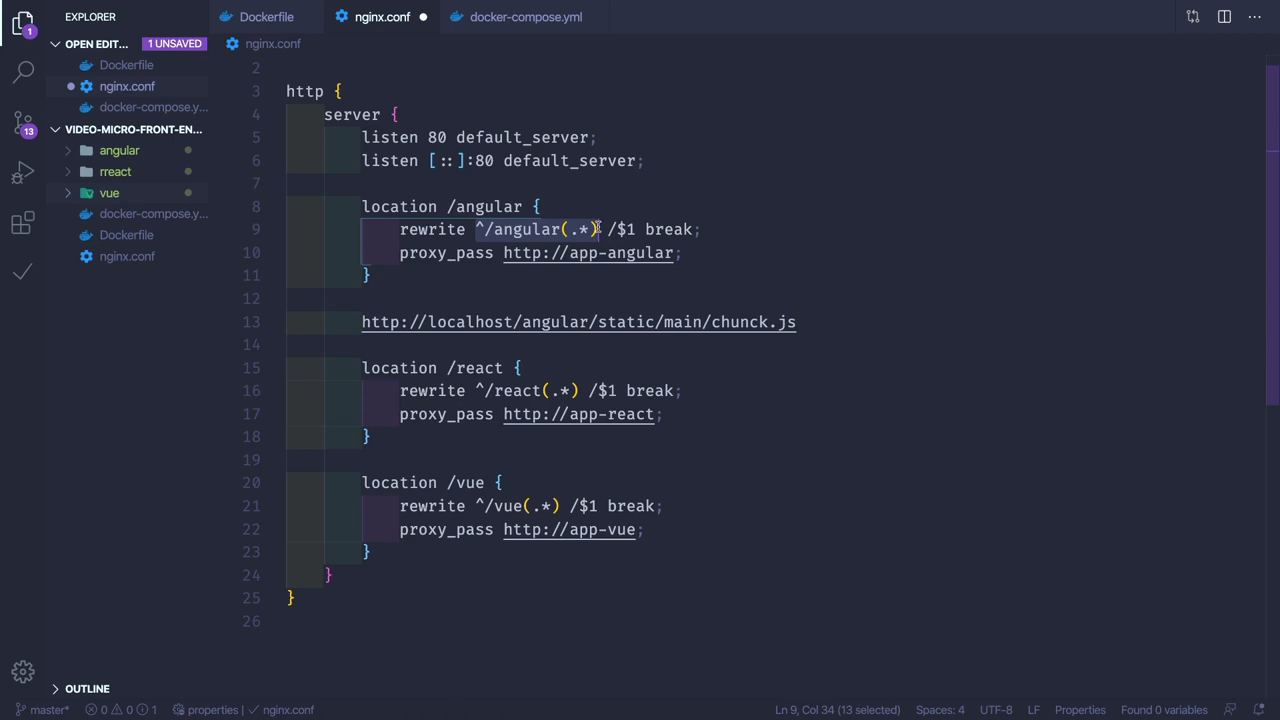 EXPLORER
Dockerfile
nginx.conf
docker-compose.yml
1
OPEN EDIT...
1 UNSAVED
nginx.conf
Dockerfile
nginx.conf
docker-compose.y...
13
VIDEO-MICRO-FRONT-EN...
angular
rreact
vue
docker-compose.y...
Dockerfile
nginx.conf
2
3 http {
4 server {
5 listen 80 default_server;
6 listen [::]:80 default_server;
7
8 location /angular {
9 rewrite ^/angular(.*) /$1 break;
10 proxy_pass http://app-angular;
11 }
12
13 http://localhost/angular/static/main/chunck.js
14
15 location /react {
16 rewrite ^/react(.*) /$1 break;
17 proxy_pass http://app-react;
18 }
19
20 location /vue {
21 rewrite ^/vue(.*) /$1 break;
22 proxy_pass http://app-vue;
23 }
24 }
25 }
26
OUTLINE
master* 0 0 1 properties | nginx.conf
Ln 9, Col 34 (13 selected) Spaces: 4 UTF-8 LF Properties Found 0 variables